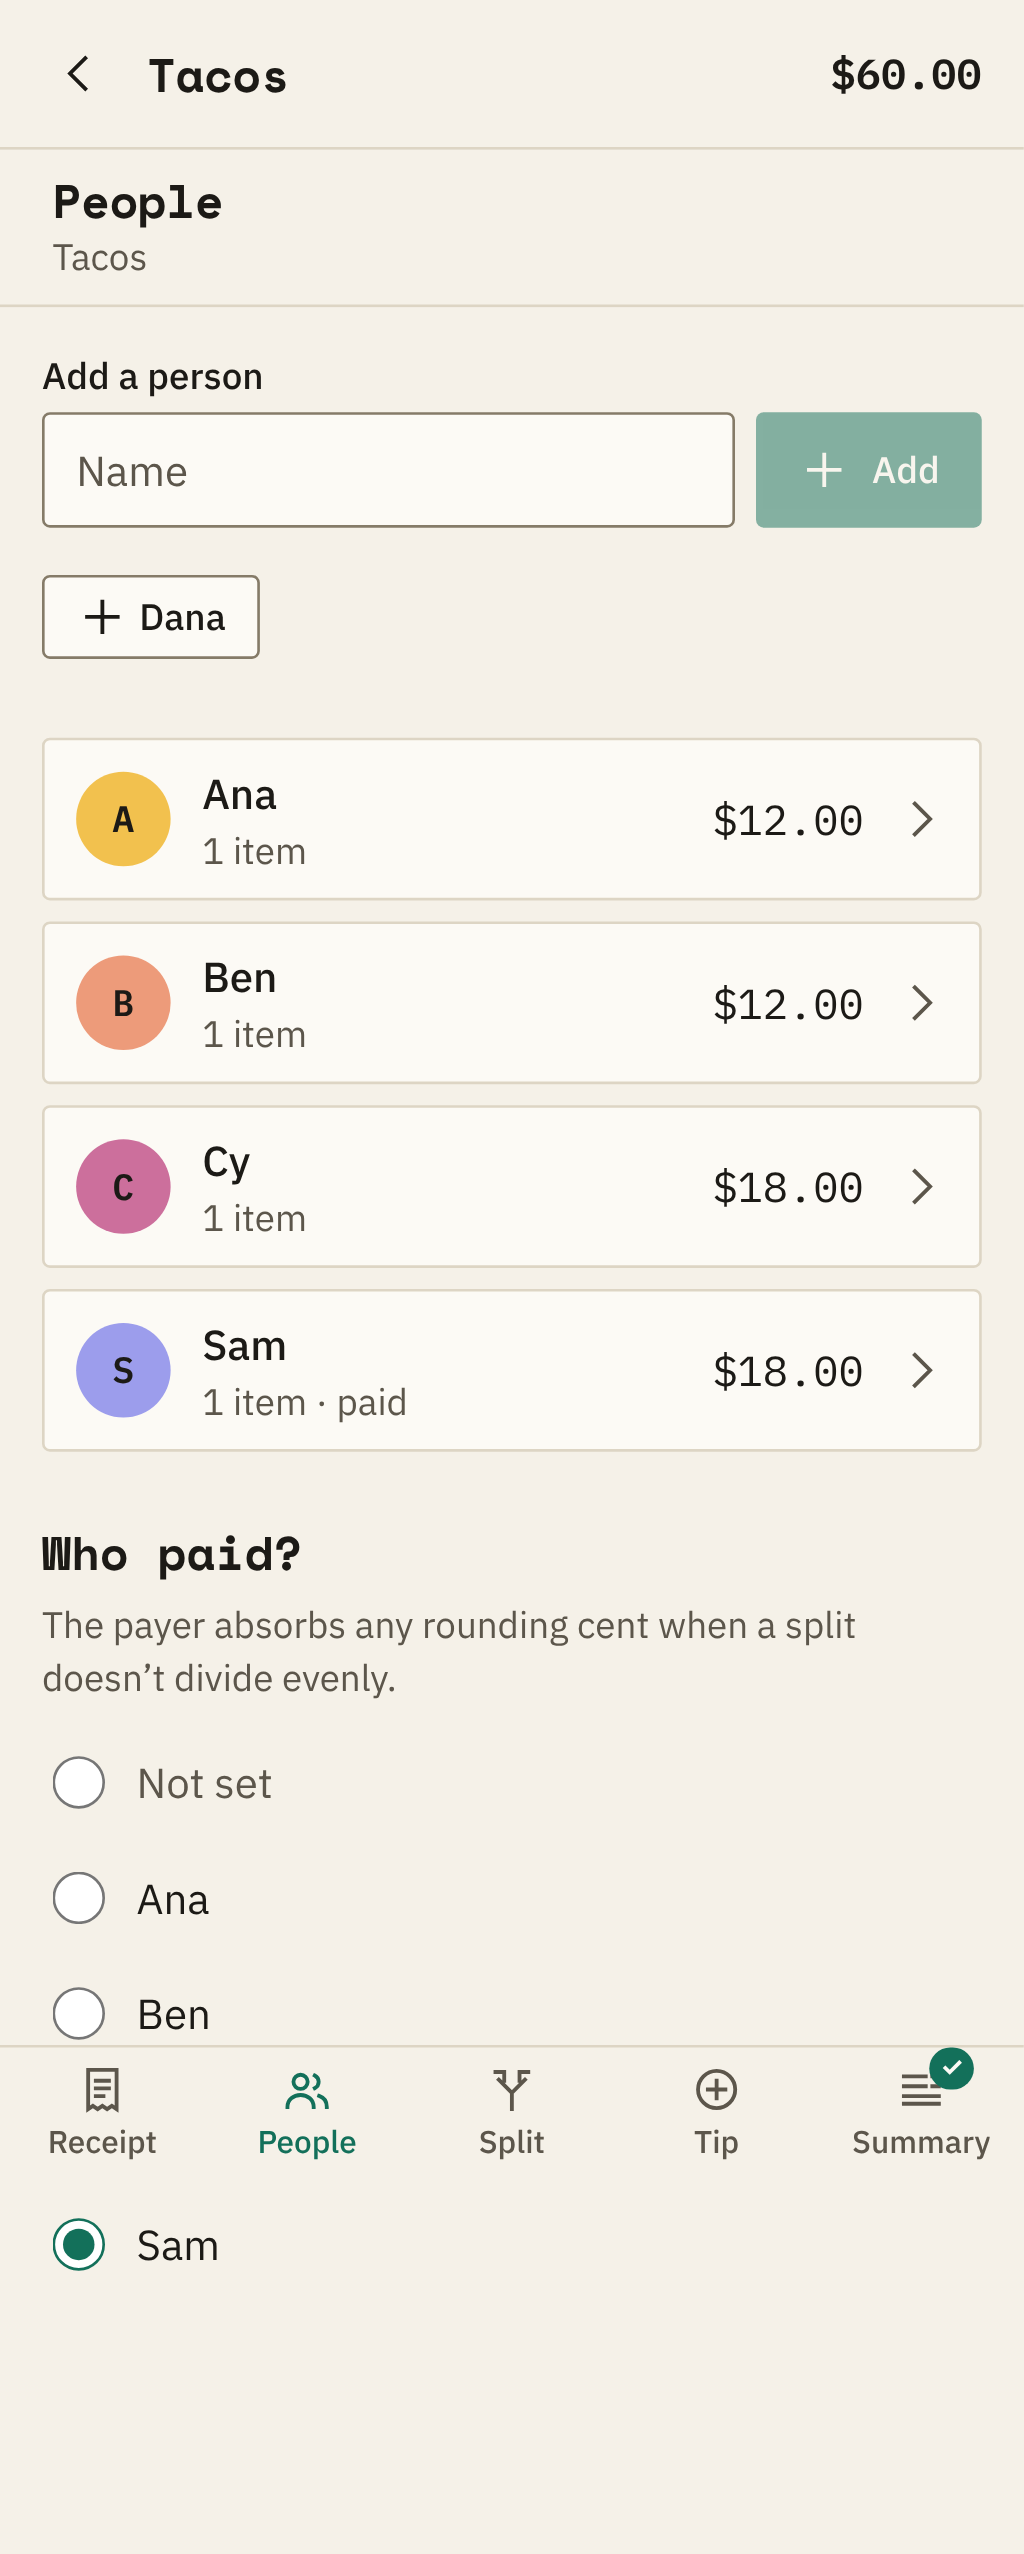 Tacos
$60.00
People
Tacos
Add a person
Name
Add
Dana
A
Ana
1 item
$12.00
B
Ben
1 item
$12.00
C
Cy
1 item
$18.00
S
Sam
1 item · paid
$18.00
Who paid?
The payer absorbs any rounding cent when a split
doesn’t divide evenly.
Not set
Ana
Ben
Receipt
People
Split
Tip
Summary
Sam